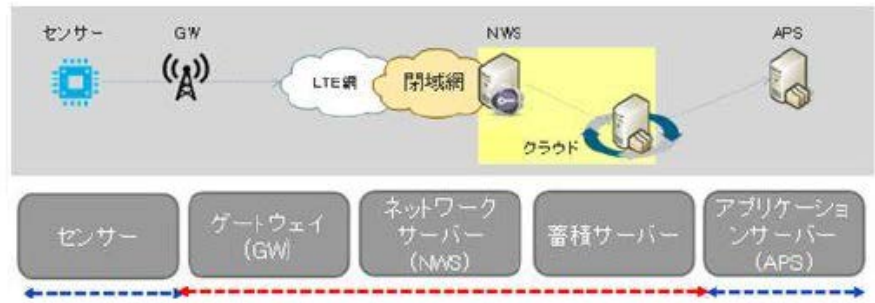 センサー
GW
NWS
APS
LTE網
閉域網
クラウド
センサー
ゲートウェイ
(GW)
ネットワーク
サーバー
(NWS)
蓄積サーバー
アプリケーショ
ンサーバー
(APS)